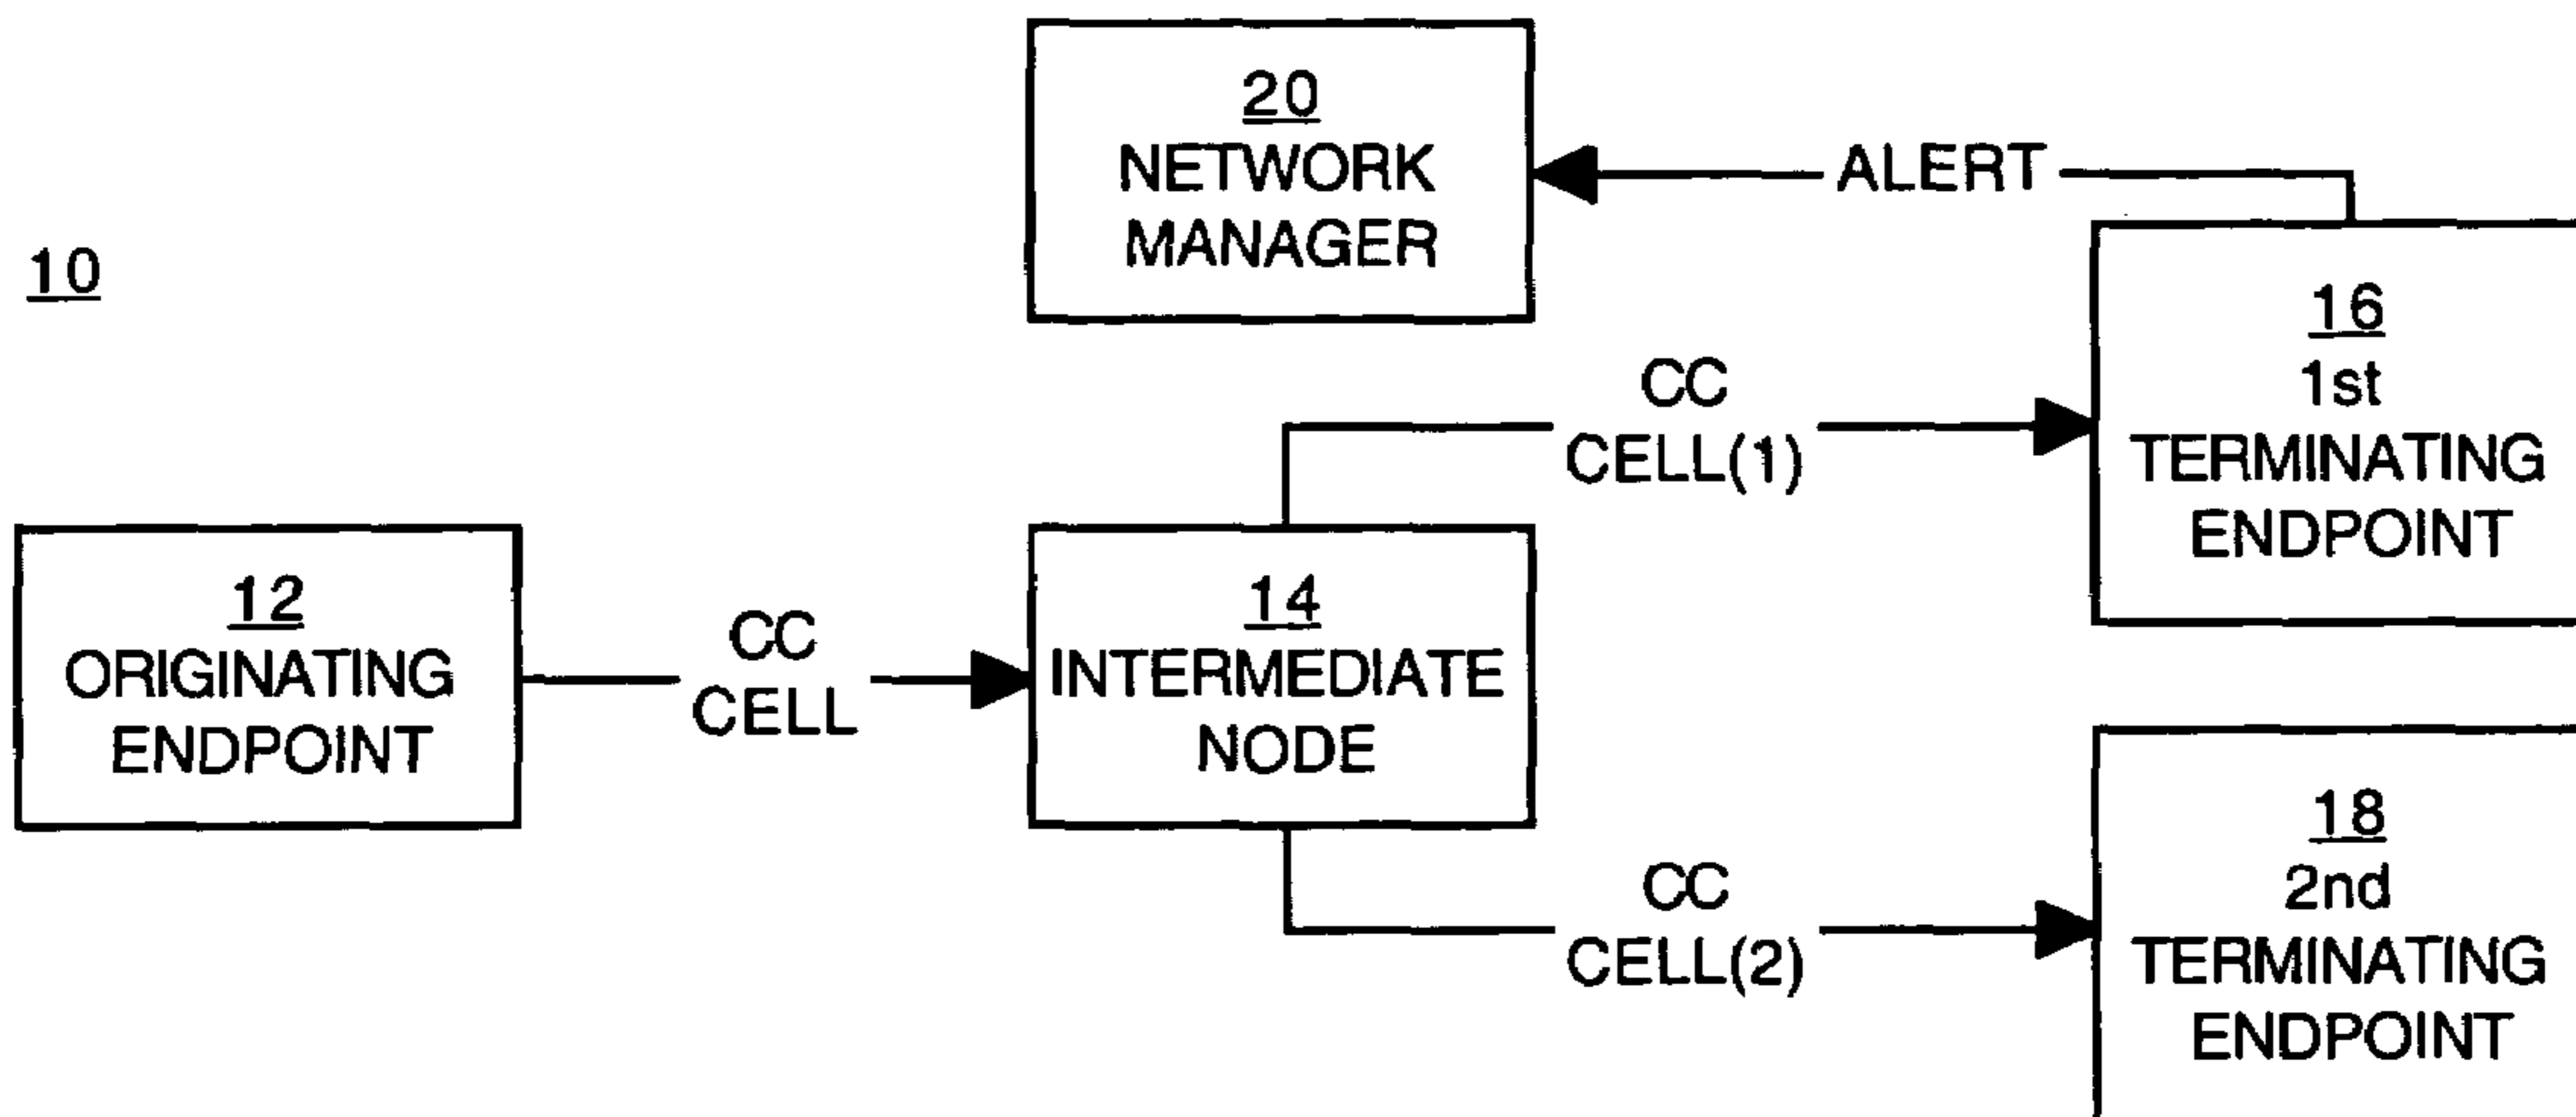 20
NETWORK
MANAGER
ALERT
10
16
1st
TERMINATING
ENDPOINT
CC
CELL(1)
12
ORIGINATING
ENDPOINT
CC
CELL
14
INTERMEDIATE
NODE
CC
CELL(2)
18
2nd
TERMINATING
ENDPOINT